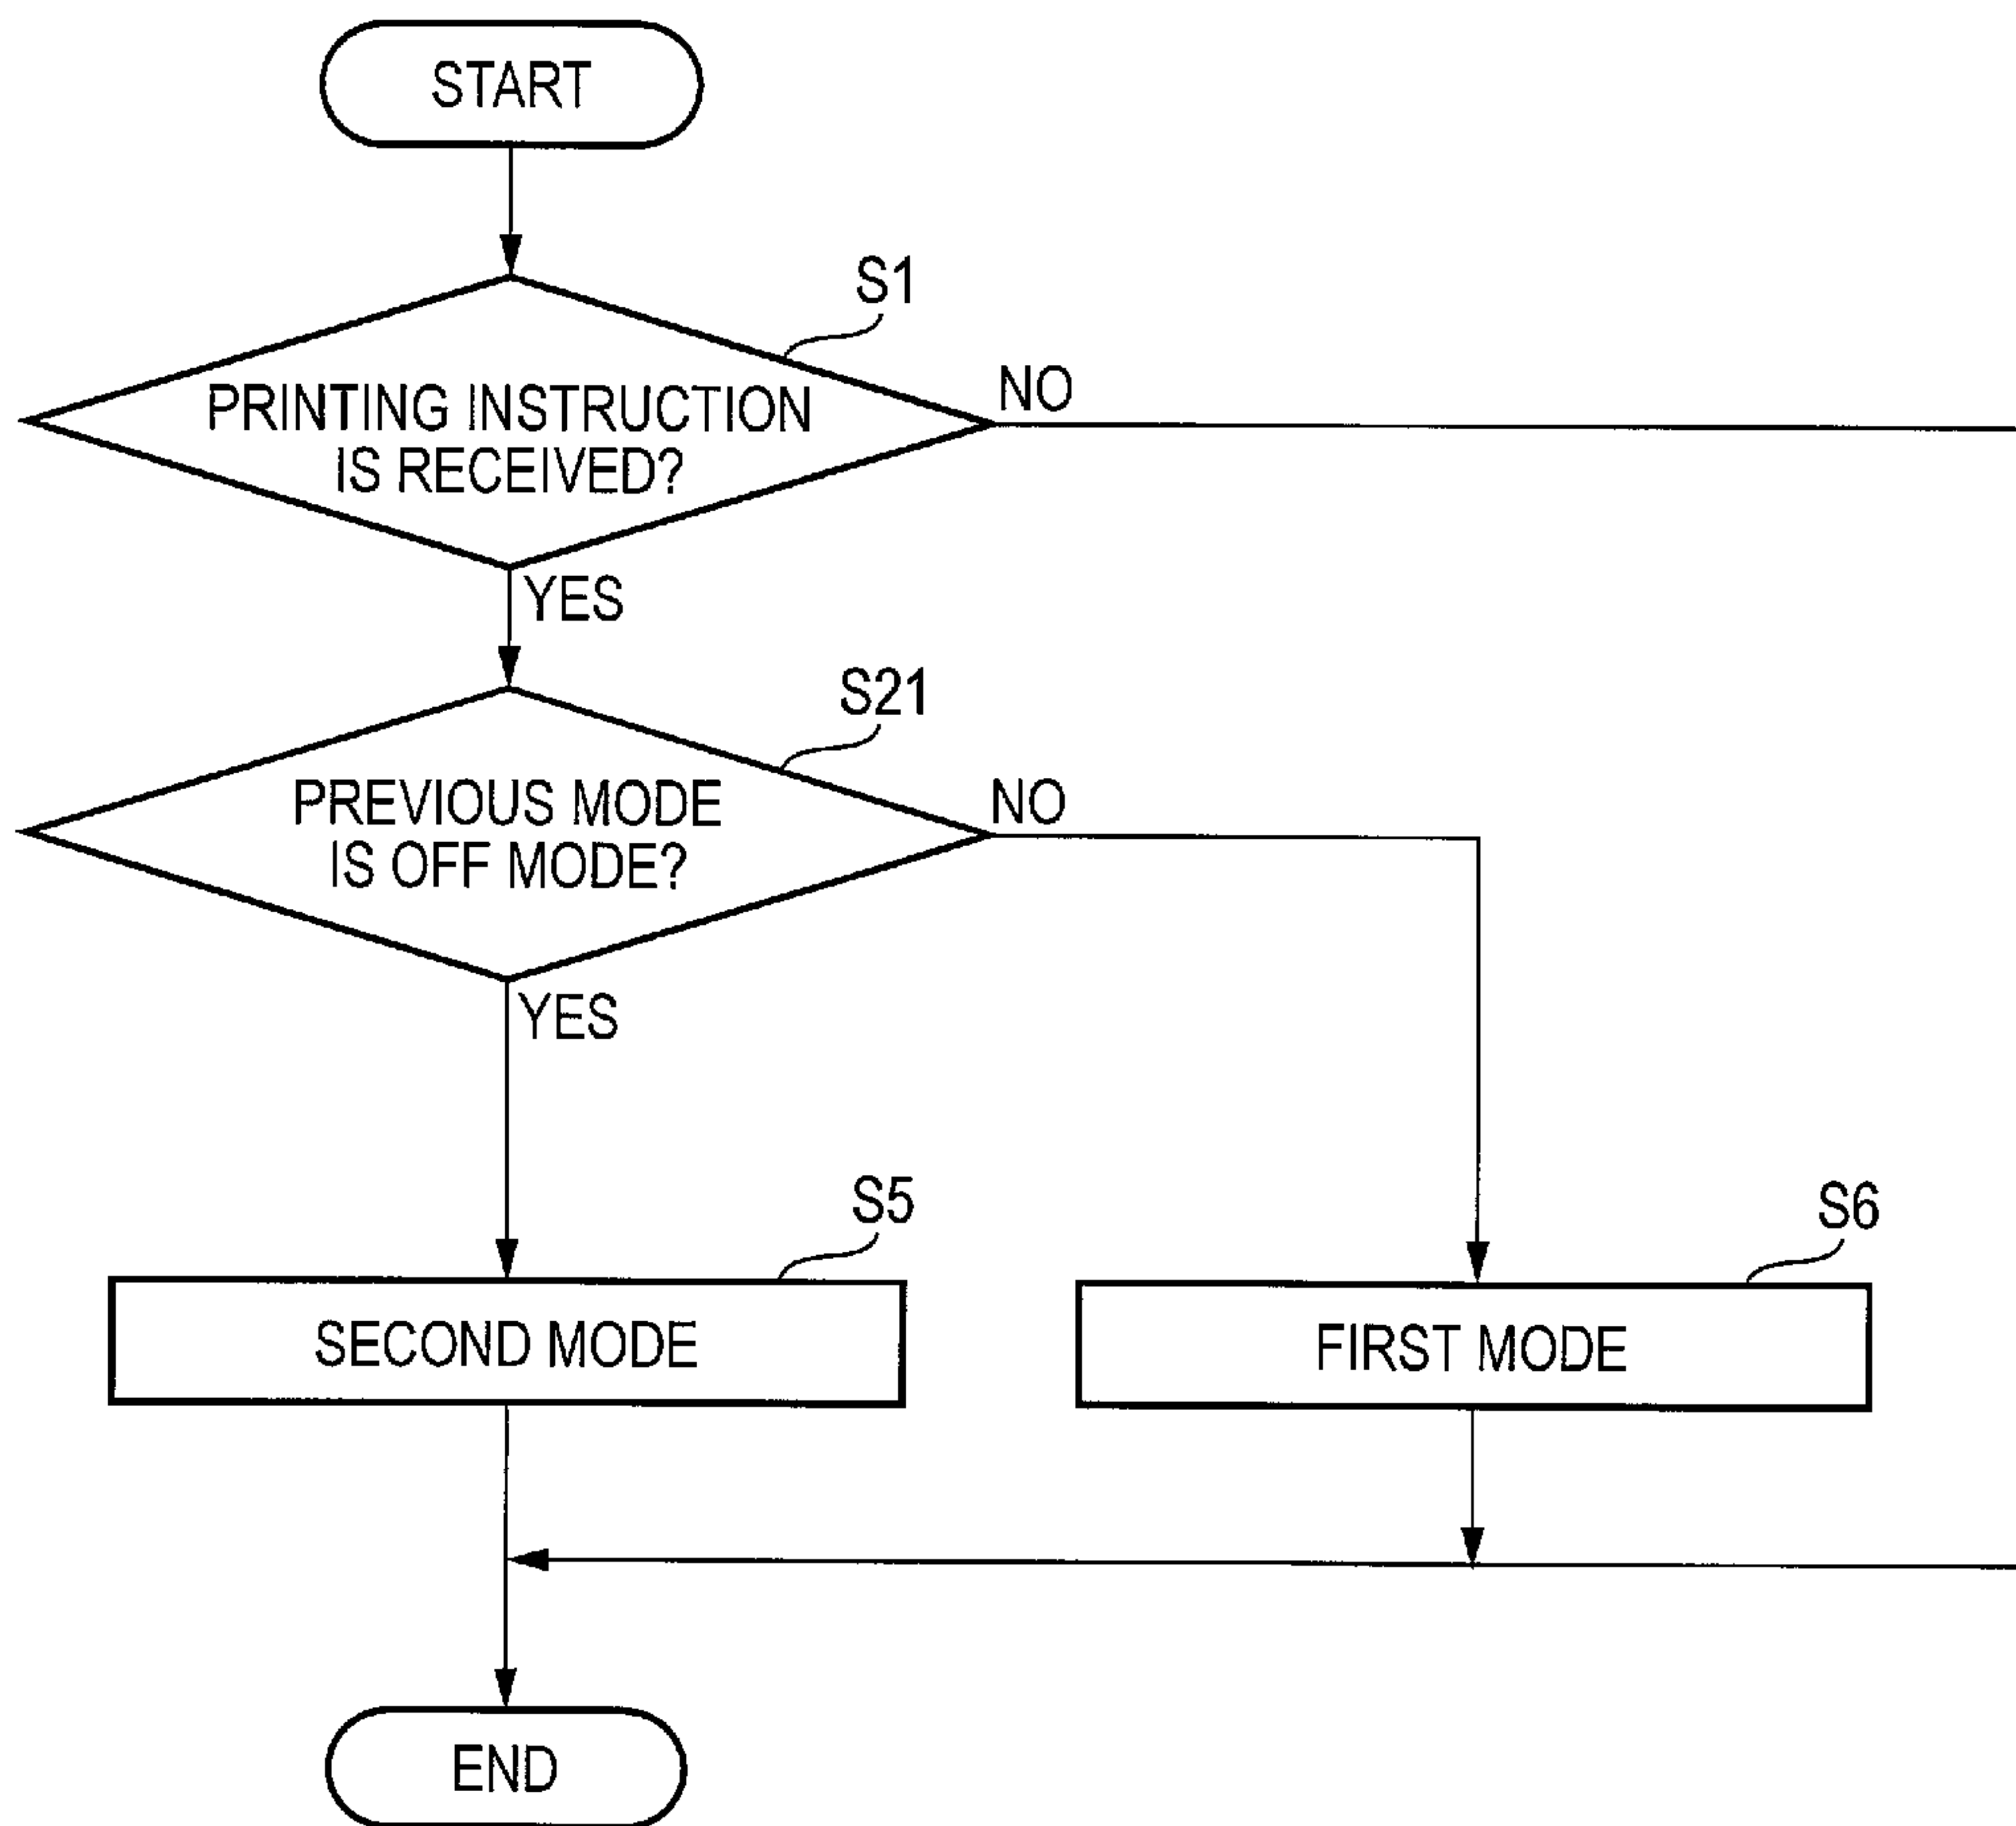 START
S1
PRINTING INSTRUCTION
IS RECEIVED?
NO
YES
S21
PREVIOUS MODE
IS OFF MODE?
NO
YES
S5
SECOND MODE
S6
FIRST MODE
END